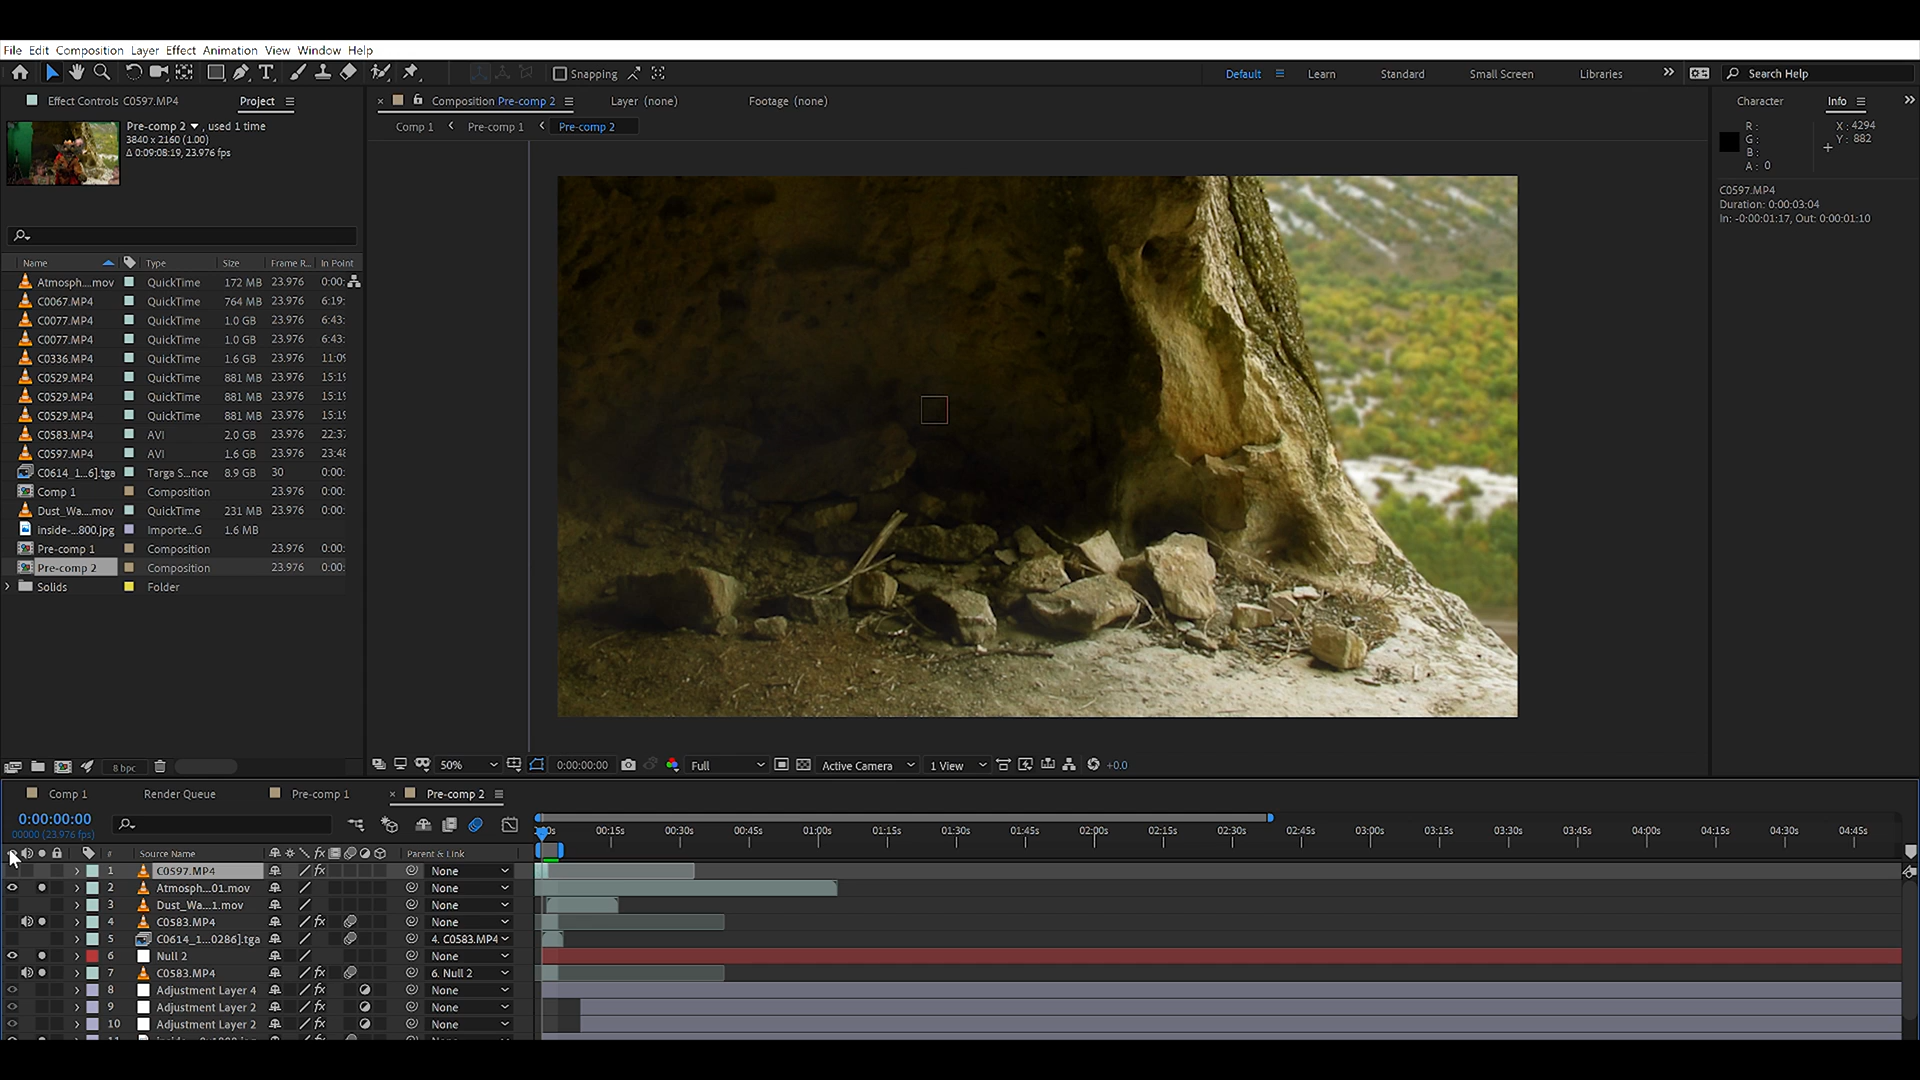 File Edit Composition Layer Effect Animation View Window Help
Snapping
Default Learn Standard Small Screen Libraries Search Help
Effect Controls C0597.MP4 Project
Composition Pre-comp 2 Layer (none) Footage (none)
Character Info
Comp 1 Pre-comp 1 Pre-comp 2
Pre-comp 2 , used 1 time
3840 x 2160 (1.00)
Δ 0:09:08:19, 23.976 fps
R :
G :
B :
A : 0
X : 4294
Y : 882
C0597.MP4
Duration: 0:00:03:04
In: -0:00:01:17, Out: 0:00:01:10
Name Type Size Frame R... In Point
Atmosph....mov QuickTime 172 MB 23.976 0:00:
C0067.MP4 QuickTime 764 MB 23.976 6:19:
C0077.MP4 QuickTime 1.0 GB 23.976 6:43:
C0077.MP4 QuickTime 1.0 GB 23.976 6:43:
C0336.MP4 QuickTime 1.6 GB 23.976 11:09
C0529.MP4 QuickTime 881 MB 23.976 15:19
C0529.MP4 QuickTime 881 MB 23.976 15:19
C0529.MP4 QuickTime 881 MB 23.976 15:19
C0583.MP4 AVI 2.0 GB 23.976 22:37
C0597.MP4 AVI 1.6 GB 23.976 23:48
C0614_1...6].tga Targa S...nce 8.9 GB 30 0:00:
Comp 1 Composition 23.976 0:00:
Dust_Wa....mov QuickTime 231 MB 23.976 0:00:
inside-...800.jpg Importe...G 1.6 MB
Pre-comp 1 Composition 23.976 0:00:
Pre-comp 2 Composition 23.976 0:00:
Solids Folder
8 bpc
50% 0:00:00:00 Full Active Camera 1 View +0.0
Comp 1 Render Queue Pre-comp 1 Pre-comp 2
0:00:00:00
00000 (23.976 fps)
00:15s 00:30s 00:45s 01:00s 01:15s 01:30s 01:45s 02:00s 02:15s 02:30s 02:45s 03:00s 03:15s 03:30s 03:45s 04:00s 04:15s 04:30s 04:45s
# Source Name fx Parent & Link
1 C0597.MP4 fx None
2 Atmosph...01.mov None
3 Dust_Wa...1.mov None
4 C0583.MP4 fx None
5 C0614_1...0286].tga 4. C0583.MP4
6 Null 2 None
7 C0583.MP4 fx 6. Null 2
8 Adjustment Layer 4 fx None
9 Adjustment Layer 2 fx None
10 Adjustment Layer 2 fx None